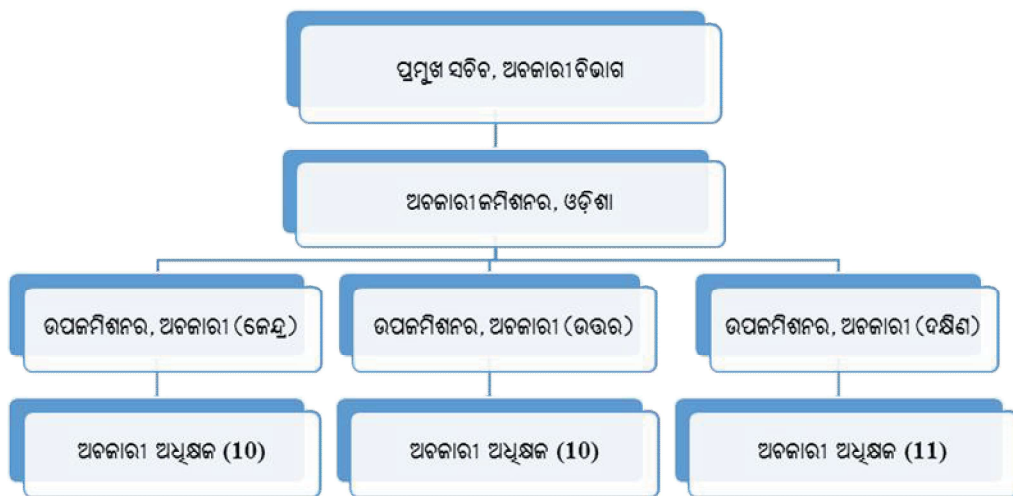 ପ୍ରମୁଖ ସଚିବ, ଅବକାରୀ ବିଭାଗ
ଅବକାରୀ କମିଶନର, ଓଡ଼ିଶା
ଉପକମିଶନର, ଅବକାରୀ (କେନ୍ଦ୍ର)
ଉପକମିଶନର, ଅବକାରୀ (ଉତ୍ତର)
ଉପକମିଶନର, ଅବକାରୀ (ଦକ୍ଷିଣ)
ଅବକାରୀ ଅଧିକ୍ଷକ (10)
ଅବକାରୀ ଅଧିକ୍ଷକ (10)
ଅବକାରୀ ଅଧିକ୍ଷକ (11)